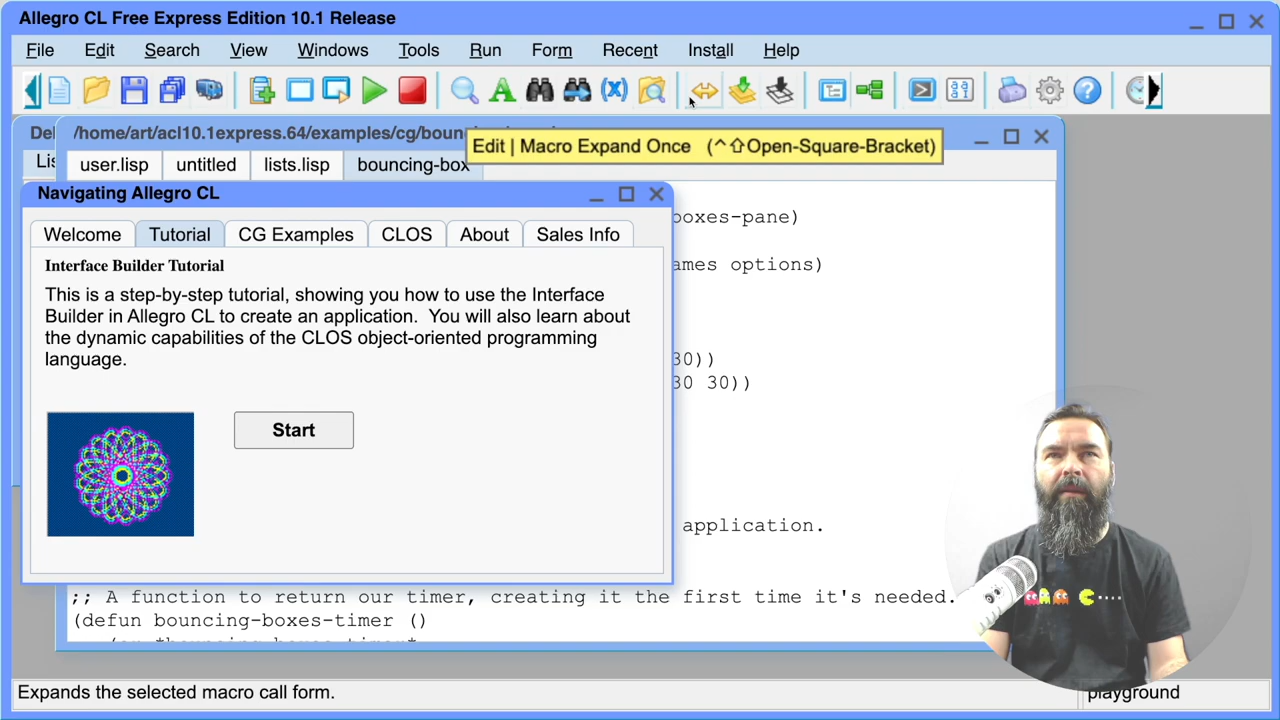 Allegro CL Free Express Edition 10.1 Release
File Edit Search View Windows Tools Run Form Recent Install Help
/home/art/acl10.1express.64/examples/cg/boun
Edit | Macro Expand Once (^⇧Open-Square-Bracket)
user.lisp untitled lists.lisp bouncing-box
Navigating Allegro CL
boxes-pane)
Welcome Tutorial CG Examples CLOS About Sales Info
Interface Builder Tutorial
ames options)
This is a step-by-step tutorial, showing you how to use the Interface
Builder in Allegro CL to create an application. You will also learn about
the dynamic capabilities of the CLOS object-oriented programming
language.
30))
30 30))
Start
application.
;; A function to return our timer, creating it the first time it's needed.
(defun bouncing-boxes-timer ()
Expands the selected macro call form.
playground